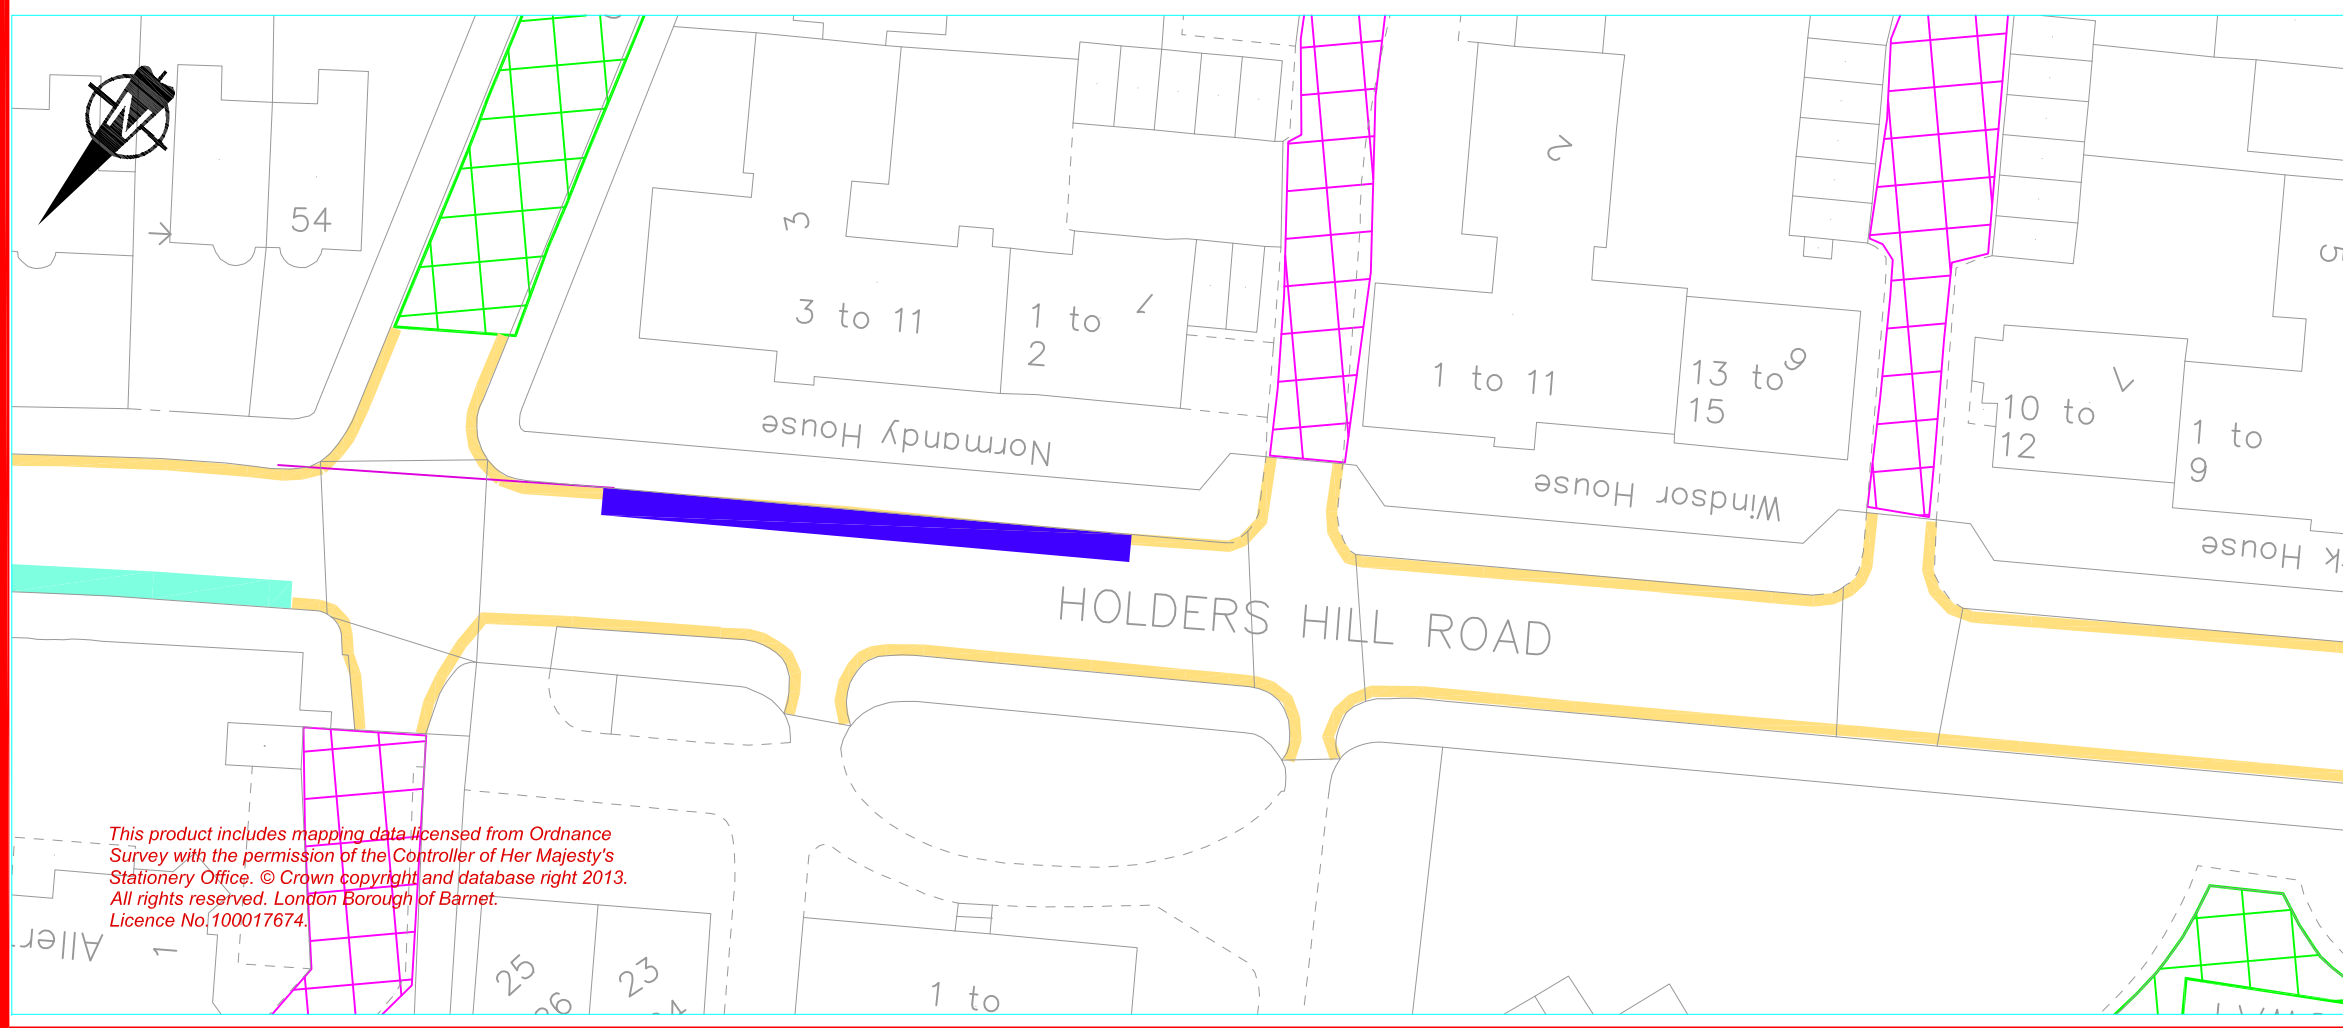 N
54
3
3 to 11
1 to
2
7
Normandy House
2
1 to 11
13 to
15
9
Windsor House
10 to
12
1 to
9
5
House
HOLDERS HILL ROAD
This product includes mapping data licensed from Ordnance
Survey with the permission of the Controller of Her Majesty's
Stationery Office. © Crown copyright and database right 2013.
All rights reserved. London Borough of Barnet.
Licence No.100017674.
1
25
26
23
1 to